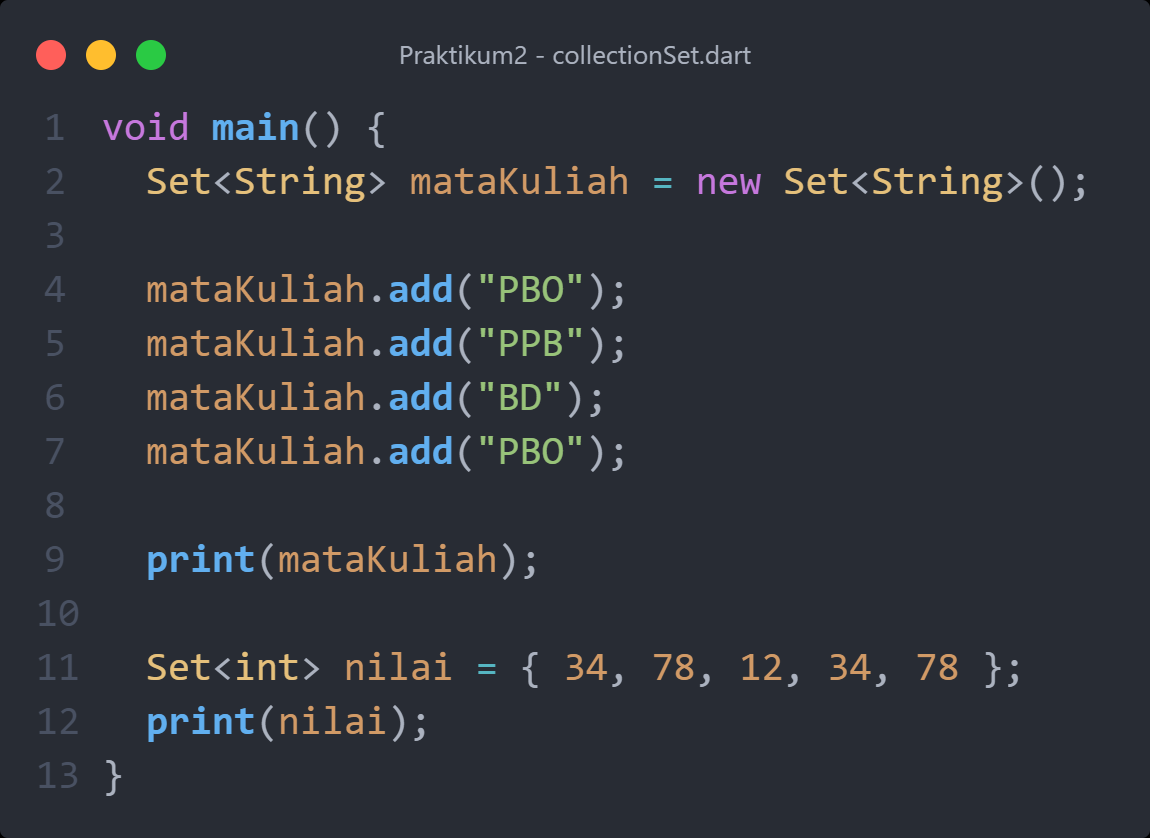 Praktikum2 - collectionSet.dart
1 void main() {
2   Set<String> mataKuliah = new Set<String>();
3
4   mataKuliah.add("PBO");
5   mataKuliah.add("PPB");
6   mataKuliah.add("BD");
7   mataKuliah.add("PBO");
8
9   print(mataKuliah);
10
11   Set<int> nilai = { 34, 78, 12, 34, 78 };
12   print(nilai);
13 }